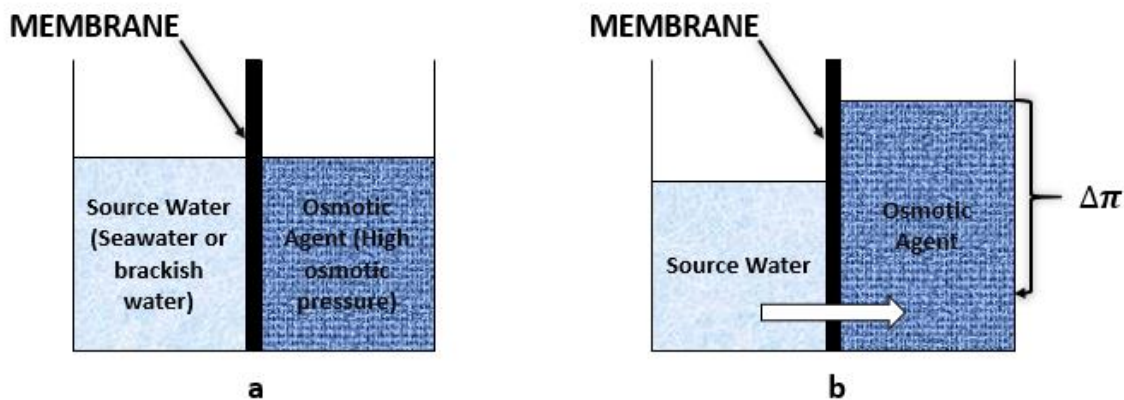 MEMBRANE
Source Water
(Seawater or
brackish
water)
Osmotic
Agent (High
osmotic
pressure)
a
MEMBRANE
Source Water
Osmotic
Agent
Δπ
b